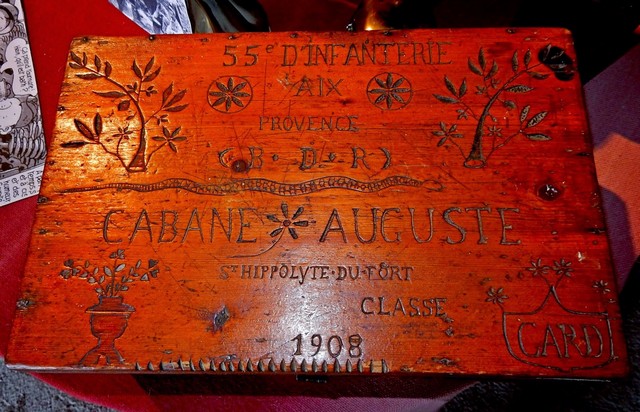 55e D'INFANTERIE
AIX
PROVENCE
(B·D·R)
CABANE AUGUSTE
ST HIPPOLYTE·DU·FORT
CLASSE
1908
GARD